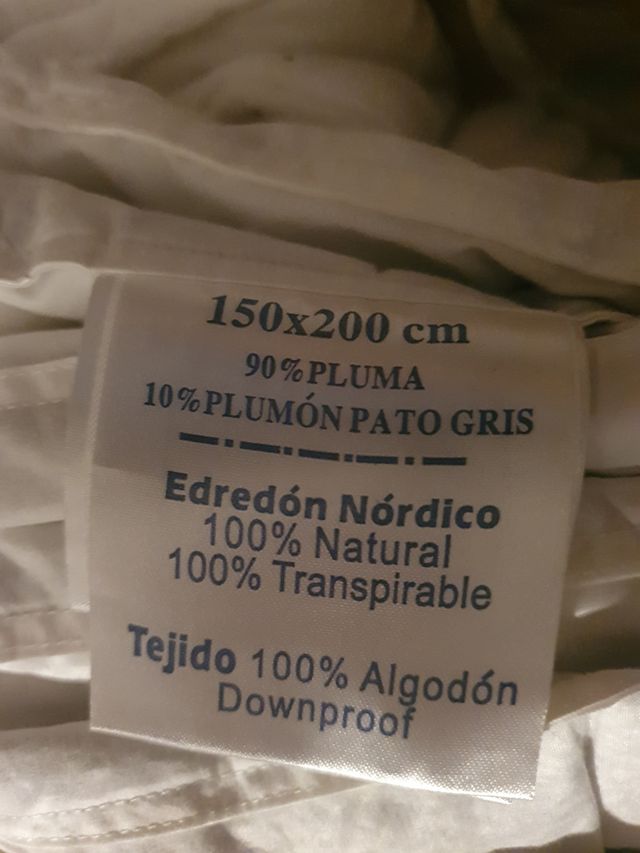 150x200 cm
90%PLUMA
10%PLUMÓN PATO GRIS
Edredón Nórdico
100% Natural
100% Transpirable
Tejido 100% Algodón
Downproof